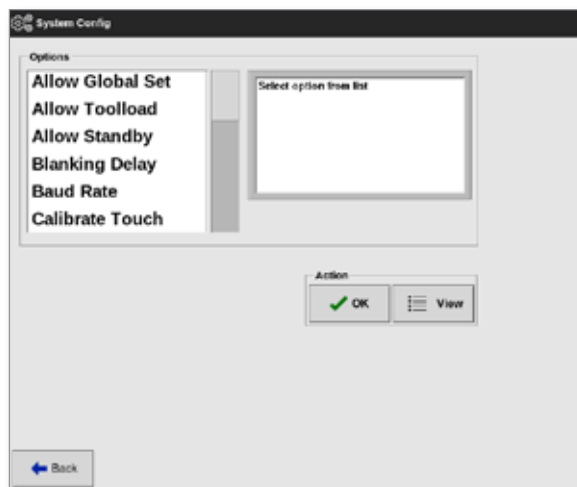 System Config
Options
Allow Global Set
Allow Toolload
Allow Standby
Blanking Delay
Baud Rate
Calibrate Touch
Select option from list
Action
OK
View
Back